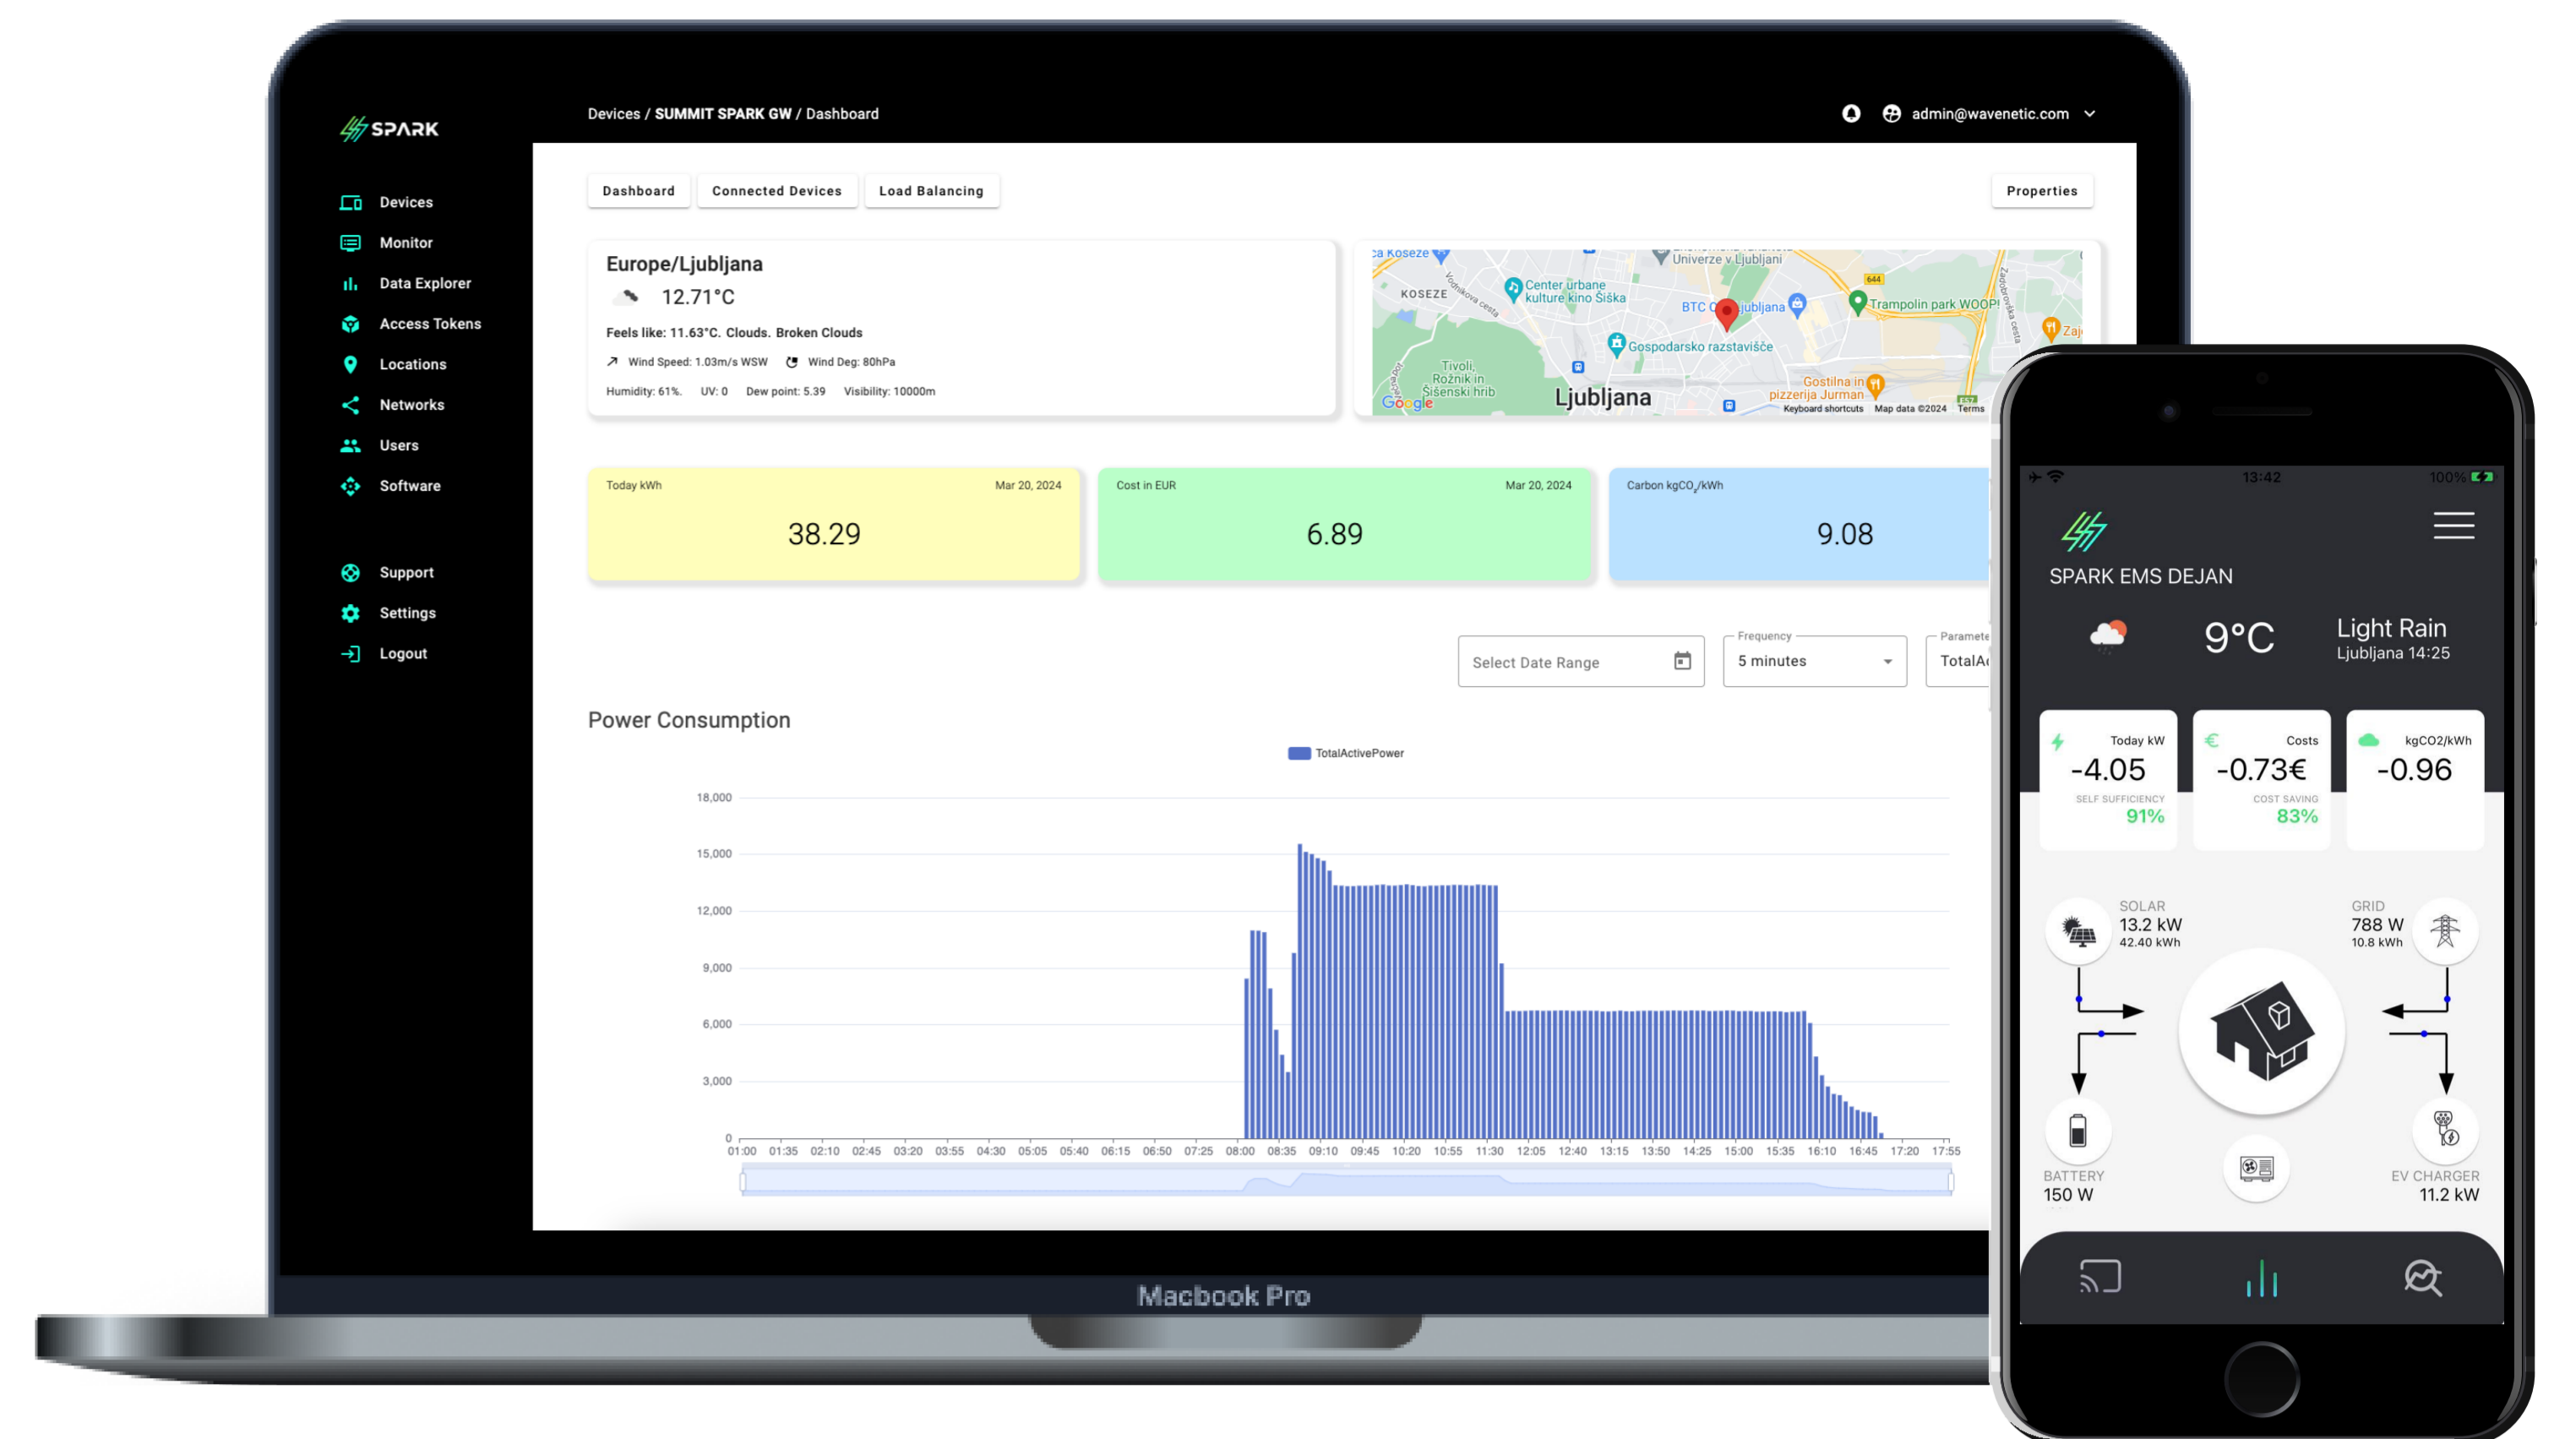 SPARK
Devices / SUMMIT SPARK GW / Dashboard
admin@wavenetic.com
Devices
Monitor
Data Explorer
Access Tokens
Locations
Networks
Users
Software
Support
Settings
Logout
Dashboard
Connected Devices
Load Balancing
Properties
Europe/Ljubljana
12.71°C
Feels like: 11.63°C. Clouds. Broken Clouds
Wind Speed: 1.03m/s WSW
Wind Deg: 80hPa
Humidity: 61%. UV: 0 Dew point: 5.39 Visibility: 10000m
Koseze
Univerze v Ljubljani
KOSEZE
Vodnikova cesta
Center urbane
kulture kino Šiška
644
BTC
Trampolin park WOOP!
Zadobrovška cesta
Gospodarsko razstavišče
Tivoli,
Rožnik in
Šišenski hrib
Ljubljana
Gostilna in
pizzerija Jurman
E57
Google
Keyboard shortcuts Map data ©2024 Terms
Today kWh
Mar 20, 2024
38.29
Cost in EUR
Mar 20, 2024
6.89
Carbon kgCO₂/kWh
9.08
Select Date Range
Frequency
5 minutes
Power Consumption
TotalActivePower
18,000
15,000
12,000
9,000
6,000
3,000
0
01:00 01:35 02:10 02:45 03:20 03:55 04:30 05:05 05:40 06:15 06:50 07:25 08:00 08:35 09:10 09:45 10:20 10:55 11:30 12:05 12:40 13:15 13:50 14:25 15:00 15:35 16:10 16:45 17:20 17:55
Macbook Pro
13:42
100%
SPARK EMS DEJAN
9°C
Light Rain
Ljubljana 14:25
Today kW
-4.05
SELF SUFFICIENCY
91%
€
Costs
-0.73€
COST SAVING
83%
kgCO2/kWh
-0.96
SOLAR
13.2 kW
42.40 kWh
GRID
788 W
10.8 kWh
BATTERY
150 W
EV CHARGER
11.2 kW